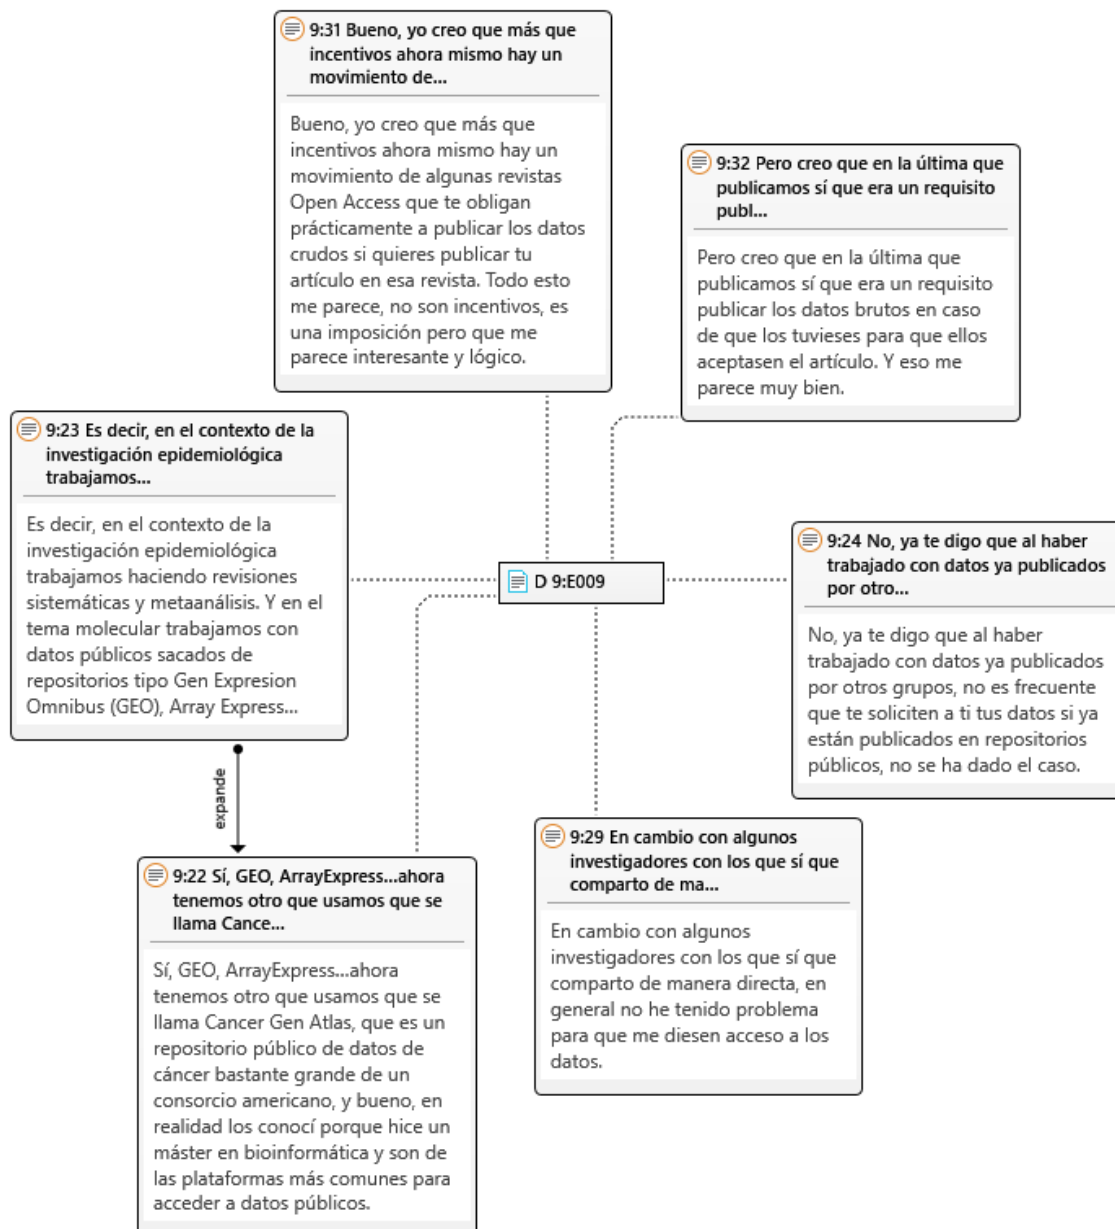 9:31 Bueno, yo creo que más que
incentivos ahora mismo hay un
movimiento de...
Bueno, yo creo que más que
incentivos ahora mismo hay un
movimiento de algunas revistas
Open Access que te obligan
prácticamente a publicar los datos
crudos si quieres publicar tu
artículo en esa revista. Todo esto
me parece, no son incentivos, es
una imposición pero que me
parece interesante y lógico.
9:32 Pero creo que en la última que
publicamos sí que era un requisito
publ...
Pero creo que en la última que
publicamos sí que era un requisito
publicar los datos brutos en caso
de que los tuvieses para que ellos
aceptasen el artículo. Y eso me
parece muy bien.
9:23 Es decir, en el contexto de la
investigación epidemiológica
trabajamos...
Es decir, en el contexto de la
investigación epidemiológica
trabajamos haciendo revisiones
sistemáticas y metaanálisis. Y en el
tema molecular trabajamos con
datos públicos sacados de
repositorios tipo Gen Expresion
Omnibus (GEO), Array Express...
D 9:E009
9:24 No, ya te digo que al haber
trabajado con datos ya publicados
por otro...
No, ya te digo que al haber
trabajado con datos ya publicados
por otros grupos, no es frecuente
que te soliciten a ti tus datos si ya
están publicados en repositorios
públicos, no se ha dado el caso.
expande
9:22 Sí, GEO, ArrayExpress...ahora
tenemos otro que usamos que se
llama Cance...
Sí, GEO, ArrayExpress...ahora
tenemos otro que usamos que se
llama Cancer Gen Atlas, que es un
repositorio público de datos de
cáncer bastante grande de un
consorcio americano, y bueno, en
realidad los conocí porque hice un
máster en bioinformática y son de
las plataformas más comunes para
acceder a datos públicos.
9:29 En cambio con algunos
investigadores con los que sí que
comparto de ma...
En cambio con algunos
investigadores con los que sí que
comparto de manera directa, en
general no he tenido problema
para que me diesen acceso a los
datos.